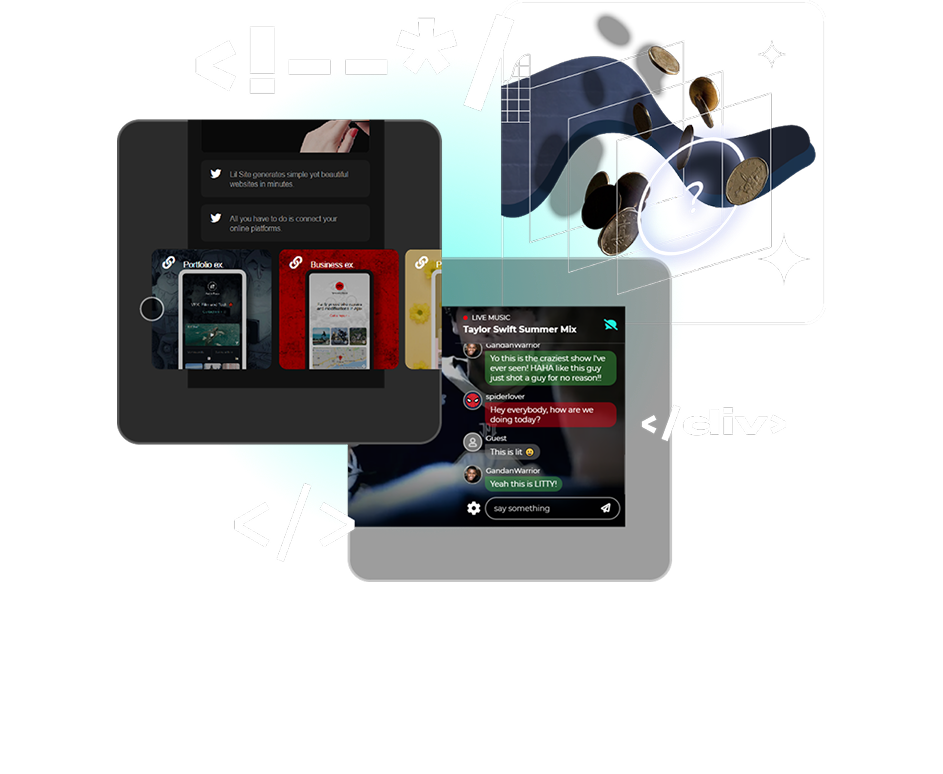 <!--*/
Lil Site generates simple yet beautiful
websites in minutes.
All you have to do is connect your
online platforms.
Portfolio ex
Business ex
P
?
LIVE MUSIC
Taylor Swift Summer Mix
GandanWarrior
Yo this is the craziest show I've
ever seen! HAHA like this guy
just shot a guy for no reason!!
spiderlover
Hey everybody, how are we
doing today?
Guest
This is lit 😮
GandanWarrior
Yeah this is LITTY!
say something
</div>
</>